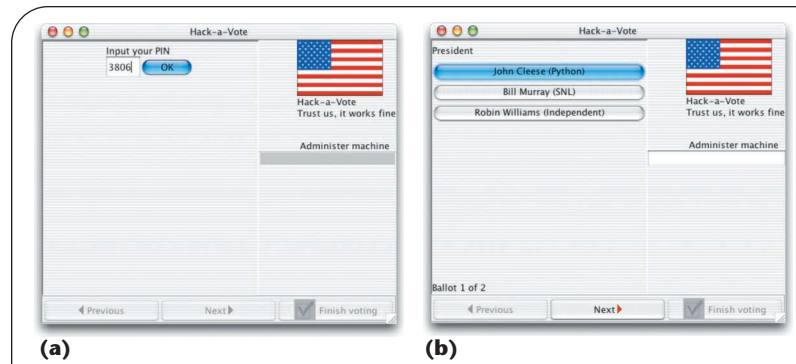 Hack-a-Vote
Input your PIN
3806 OK
Hack-a-Vote
Trust us, it works fine
Administer machine
Previous Next Finish voting
(a)
Hack-a-Vote
President
John Cleese (Python)
Bill Murray (SNL)
Robin Williams (Independent)
Hack-a-Vote
Trust us, it works fine
Administer machine
Ballot 1 of 2
Previous Next Finish voting
(b)